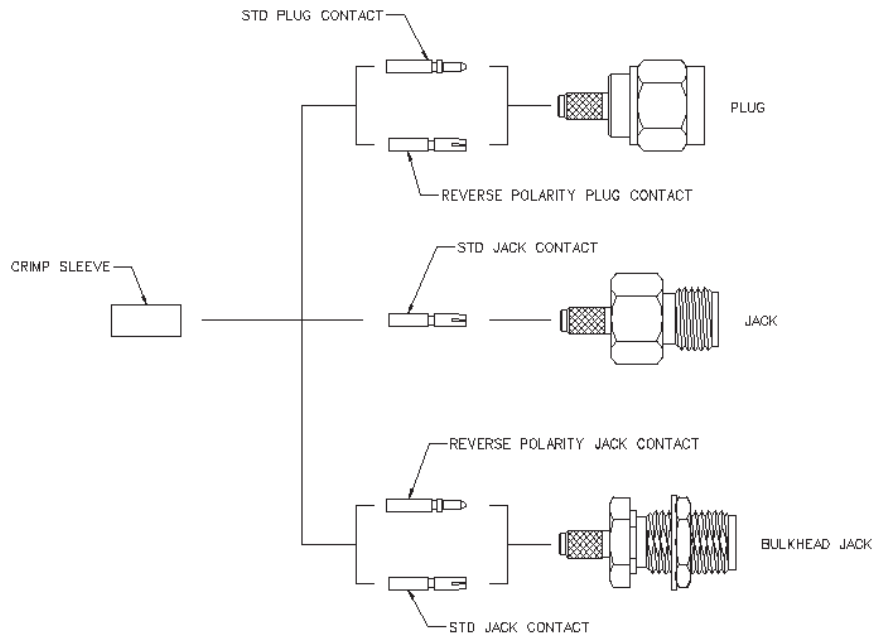 STD PLUG CONTACT
PLUG
REVERSE POLARITY PLUG CONTACT
STD JACK CONTACT
CRIMP SLEEVE
JACK
REVERSE POLARITY JACK CONTACT
BULKHEAD JACK
STD JACK CONTACT